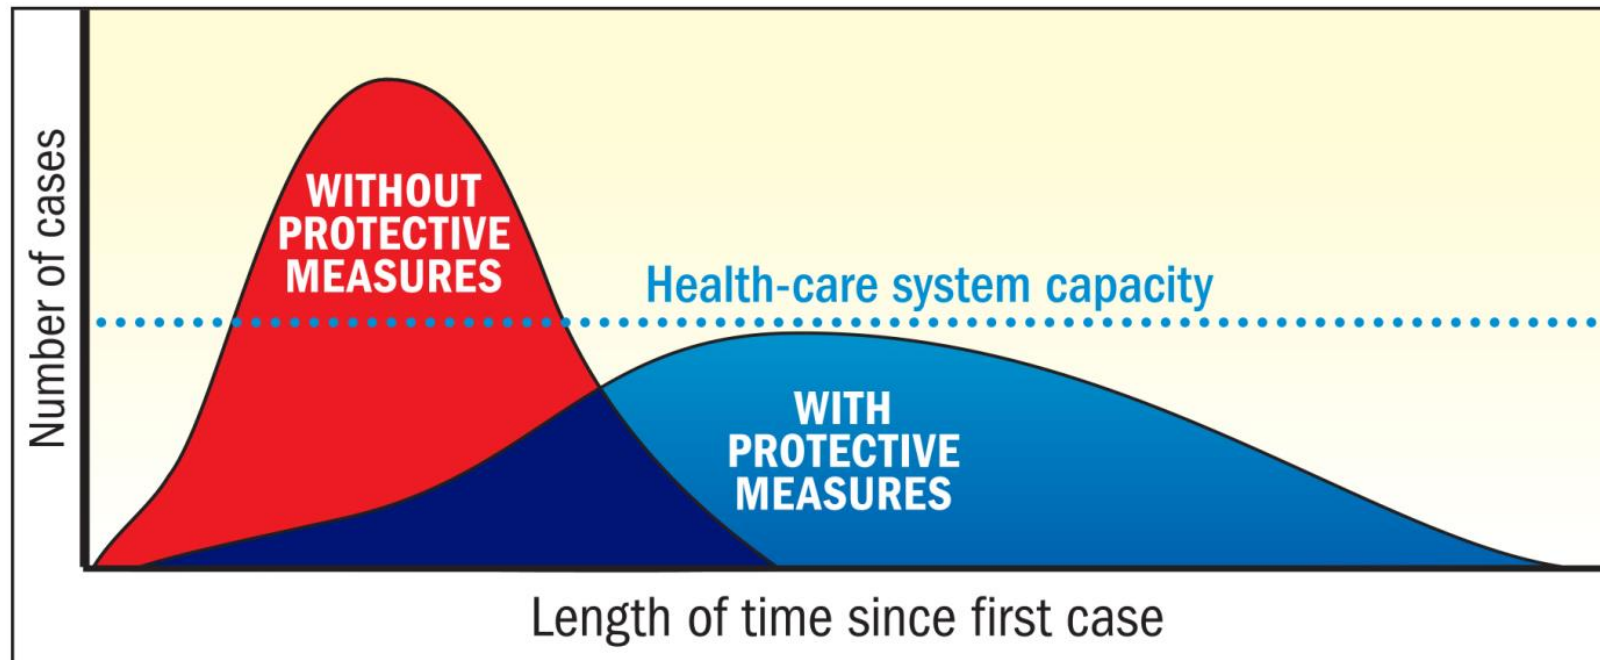 Number of cases
WITHOUT
PROTECTIVE
MEASURES
Health-care system capacity
WITH
PROTECTIVE
MEASURES
Length of time since first case